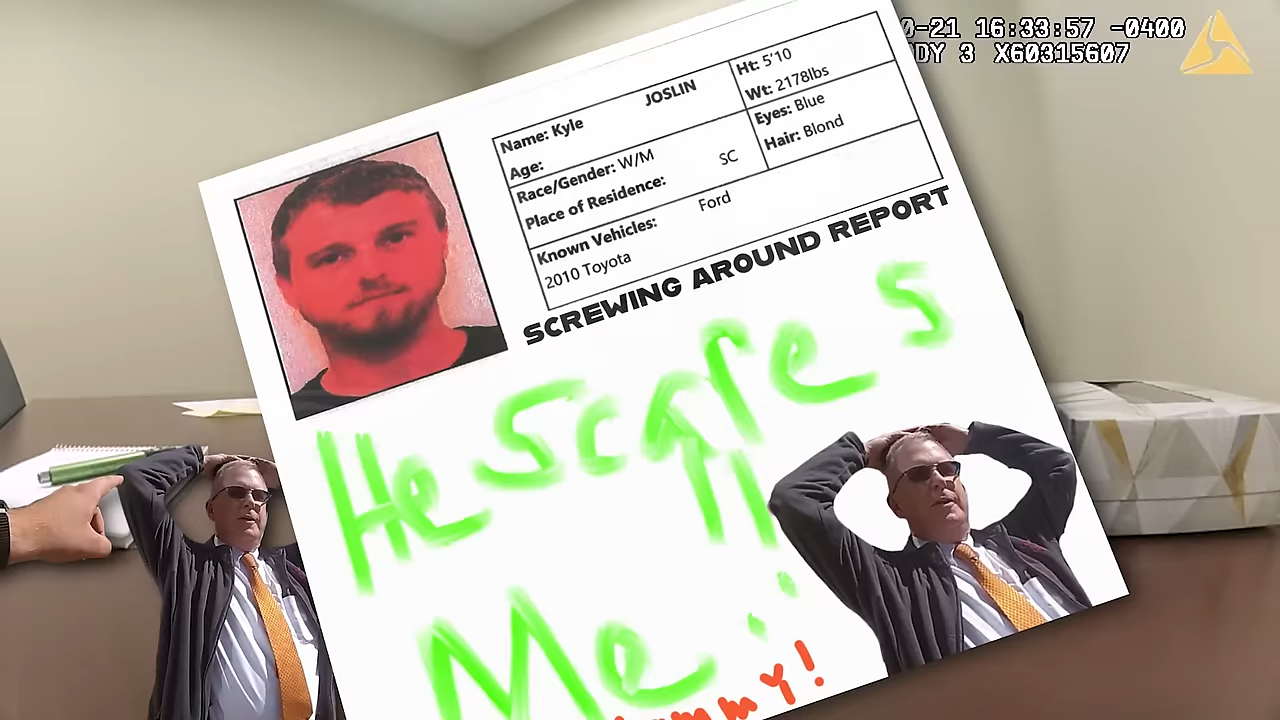 0-21 16:33:57 -0400
DY 3 X60315607
Name: Kyle JOSLIN
Age:
Race/Gender: W/M
Place of Residence: SC
Known Vehicles: Ford
2010 Toyota
Ht: 5'10
Wt: 2178lbs
Eyes: Blue
Hair: Blond
SCREWING AROUND REPORT
He scares
Me!!